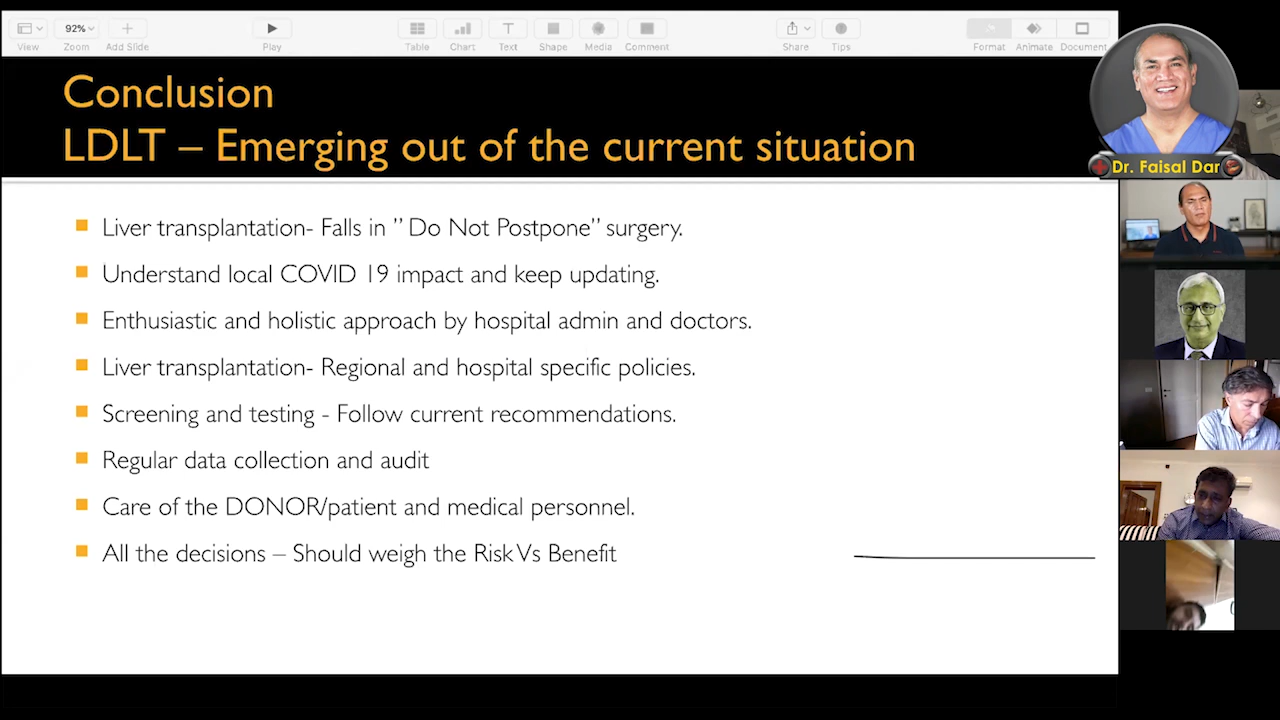 92%
View
Zoom
Add Slide
Play
Table
Chart
Text
Shape
Media
Comment
Share
Tips
Format
Animate
Document
Conclusion
LDLT – Emerging out of the current situation
Dr. Faisal Dar
Liver transplantation- Falls in ” Do Not Postpone” surgery.
Understand local COVID 19 impact and keep updating.
Enthusiastic and holistic approach by hospital admin and doctors.
Liver transplantation- Regional and hospital specific policies.
Screening and testing - Follow current recommendations.
Regular data collection and audit
Care of the DONOR/patient and medical personnel.
All the decisions – Should weigh the Risk Vs Benefit